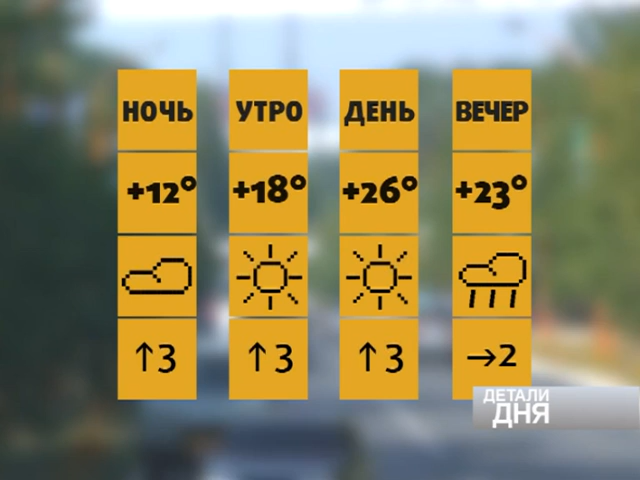 НОЧЬ УТРО ДЕНЬ ВЕЧЕР
+12° +18° +26° +23°
↑3 ↑3 ↑3 →2
ДЕТАЛИ
ДНЯ